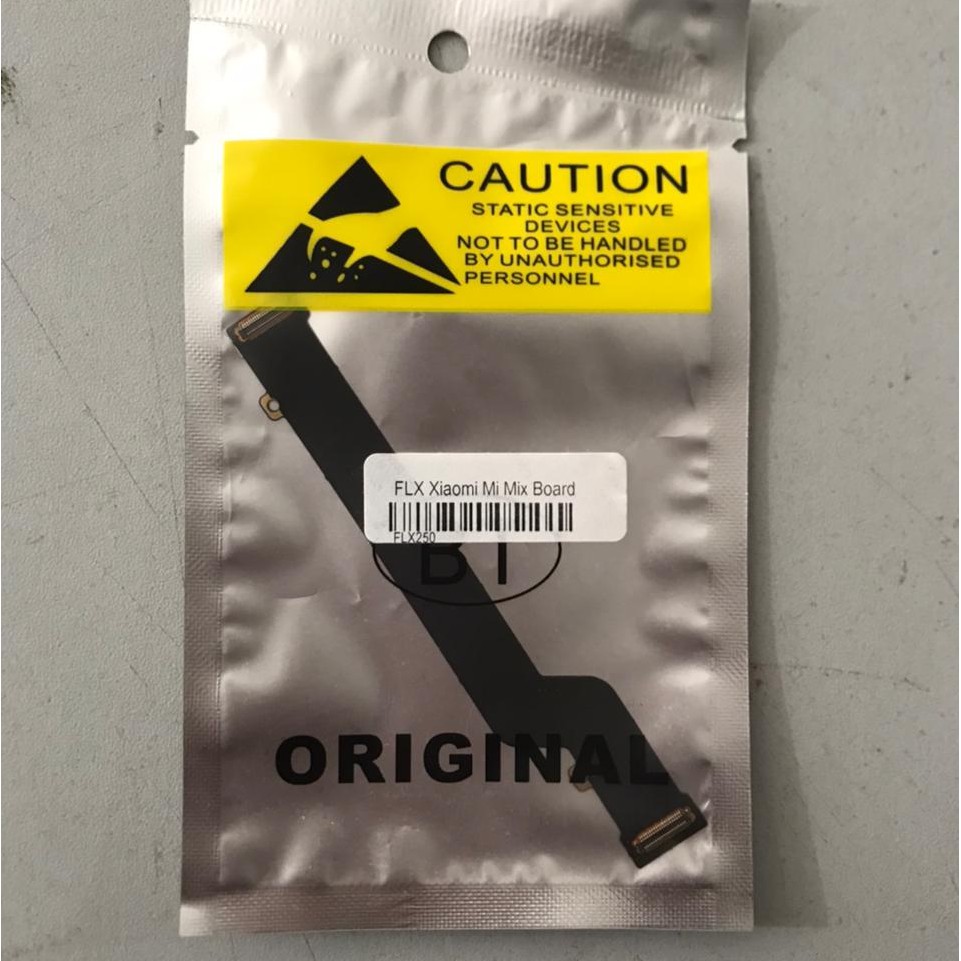 CAUTION
STATIC SENSITIVE
DEVICES
NOT TO BE HANDLED
BY UNAUTHORISED
PERSONNEL
FLX Xiaomi Mi Mix Board
FLX250
ORIGINAL